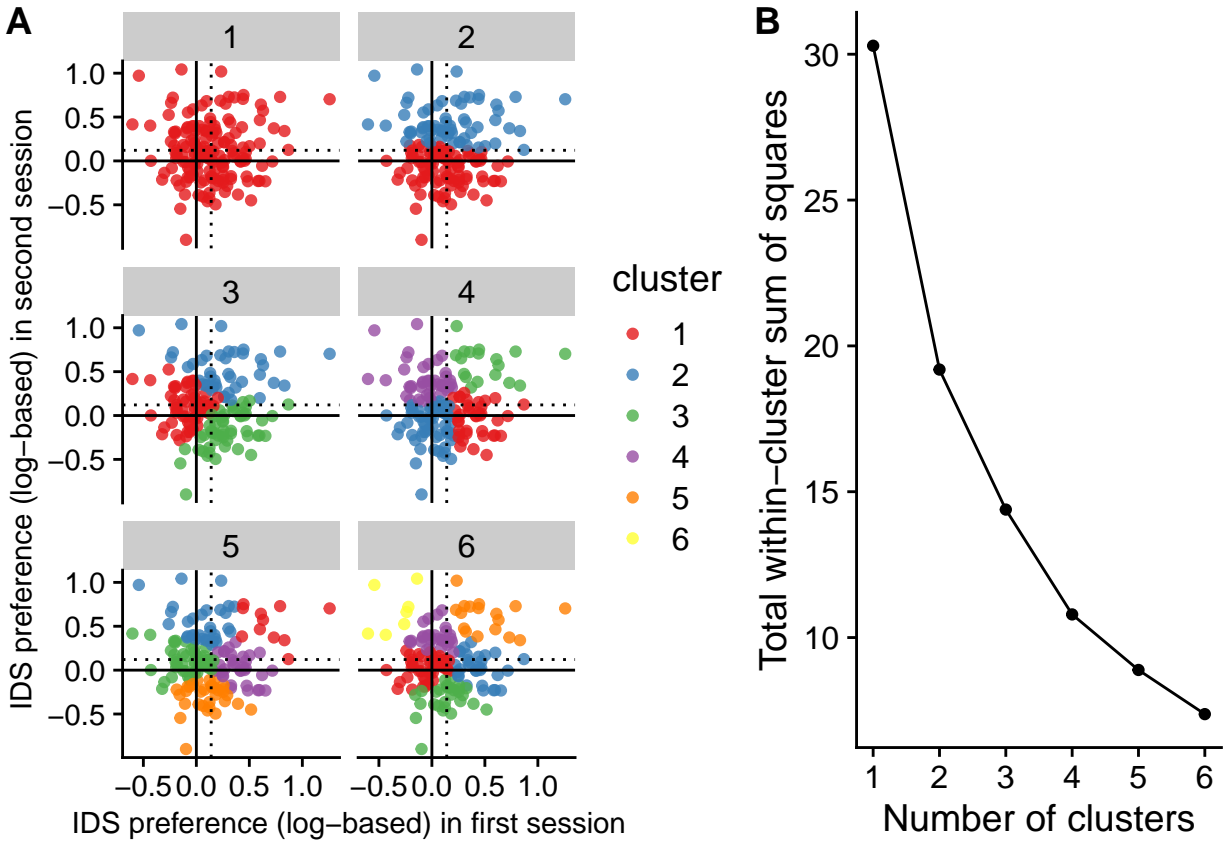 A
B
1
2
1.0
0.5
0.0
−0.5
3
4
1.0
0.5
0.0
−0.5
5
6
1.0
0.5
0.0
−0.5
−0.5 0.0 0.5 1.0
−0.5 0.0 0.5 1.0
IDS preference (log−based) in first session
IDS preference (log−based) in second session
cluster
1
2
3
4
5
6
30
25
20
15
10
1 2 3 4 5 6
Number of clusters
Total within−cluster sum of squares